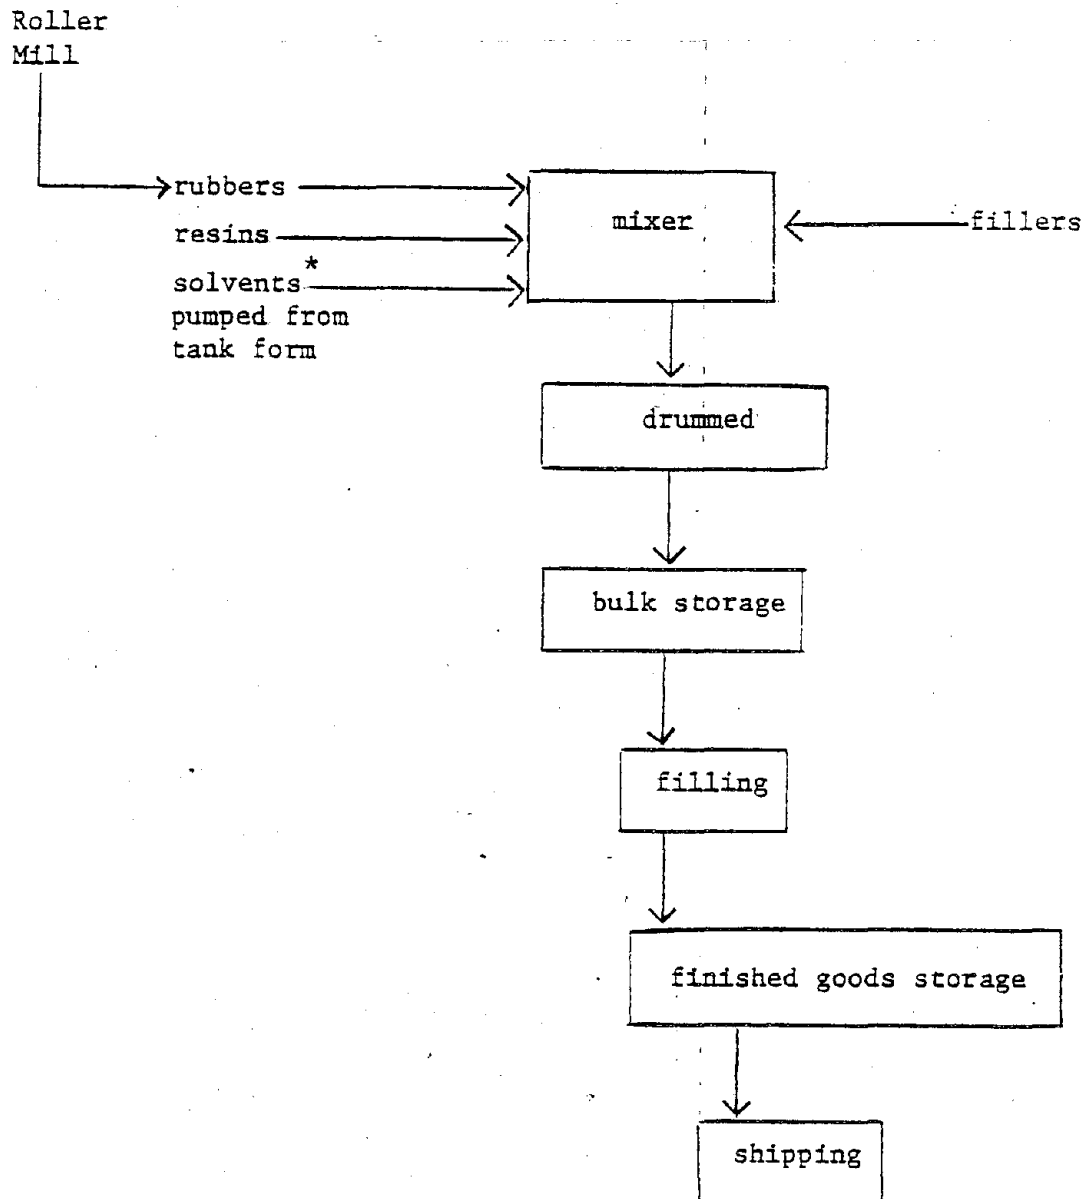 Roller
Mill
rubbers
mixer
fillers
resins
solvents*
pumped from
tank form
drummed
bulk storage
filling
finished goods storage
shipping